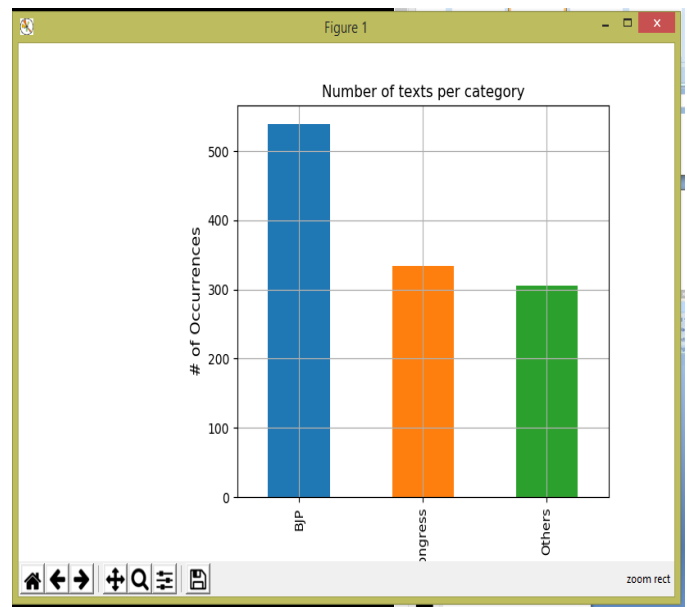 Figure 1
Number of texts per category
# of Occurrences
500
400
300
200
100
0
BJP
ongress
Others
zoom rect